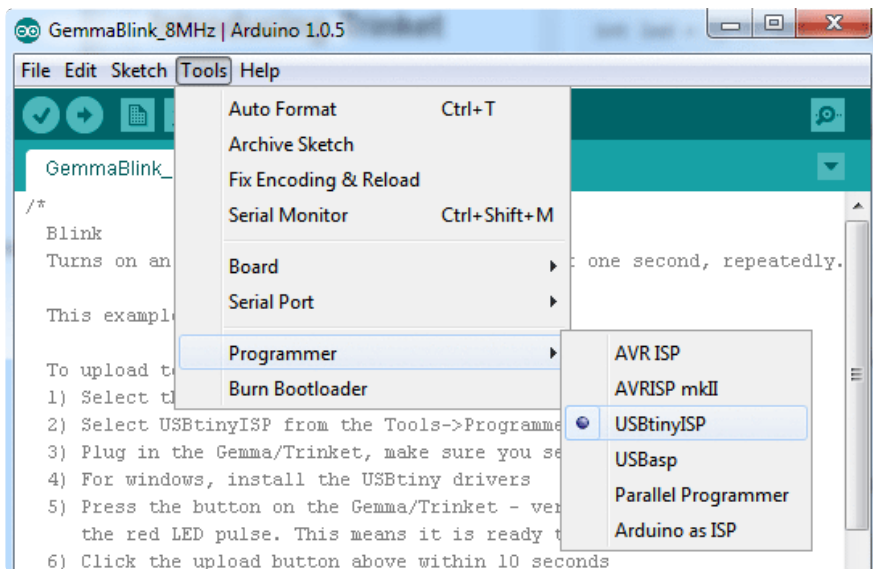 GemmaBlink_8MHz | Arduino 1.0.5
File Edit Sketch Tools Help
Auto Format Ctrl+T
Archive Sketch
GemmaBlink_
Fix Encoding & Reload
/*
Serial Monitor Ctrl+Shift+M
Blink
Turns on an one second, repeatedly.
Board
Serial Port
This exampl
Programmer
AVR ISP
To upload t
Burn Bootloader
AVRISP mkII
1) Select t
2) Select USBtinyISP from the Tools->Programme
USBtinyISP
3) Plug in the Gemma/Trinket, make sure you se
USBasp
4) For windows, install the USBtiny drivers
5) Press the button on the Gemma/Trinket - ver
Parallel Programmer
the red LED pulse. This means it is ready t
Arduino as ISP
6) Click the upload button above within 10 seconds